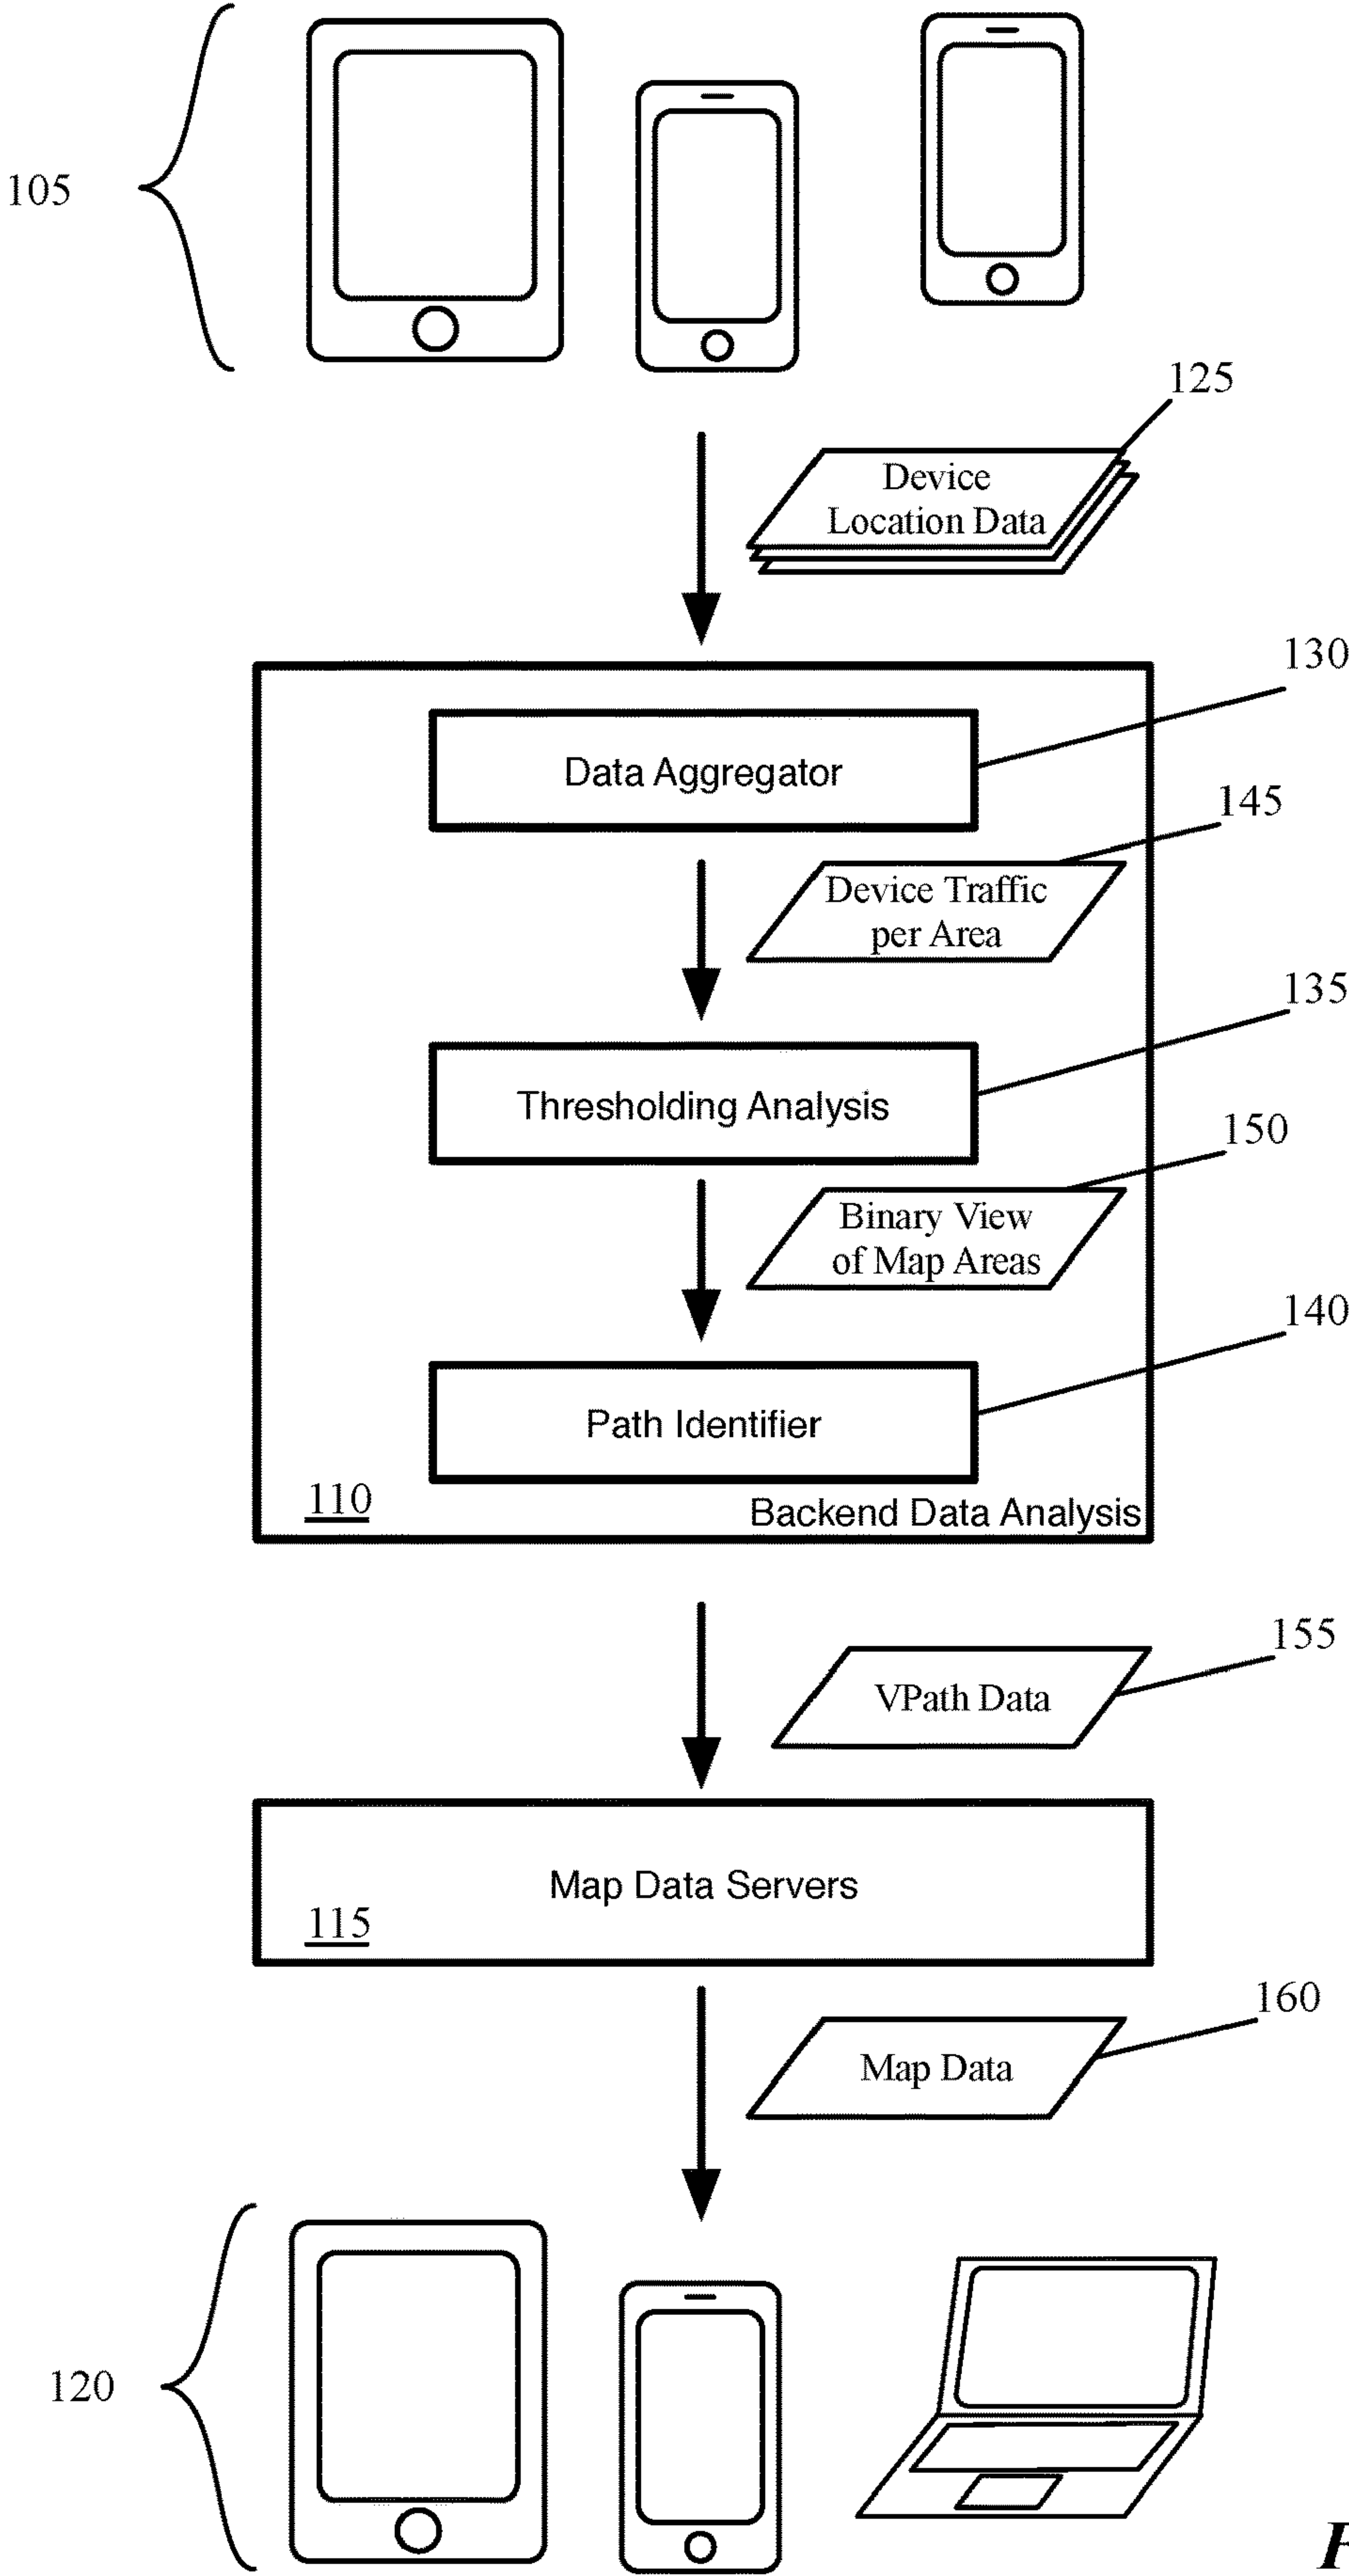 105
125
Device
Location Data
130
Data Aggregator
145
Device Traffic
per Area
135
Thresholding Analysis
150
Binary View
of Map Areas
140
Path Identifier
110
Backend Data Analysis
155
VPath Data
Map Data Servers
115
160
Map Data
120